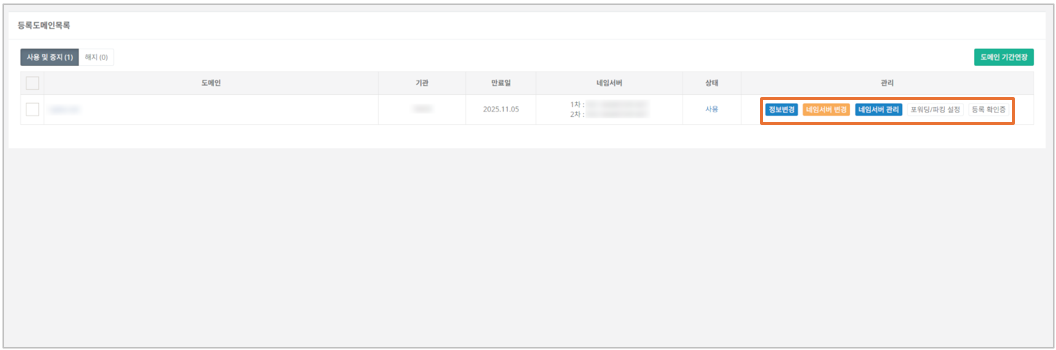 등록도메인목록
사용 및 중지 (1) 해지 (0) 도메인 기간연장
도메인 기관 만료일 네임서버 상태 관리
2025.11.05 1차 : 사용 정보변경 네임서버 변경 네임서버 관리 포워딩/파킹 설정 등록 확인증
2차 :